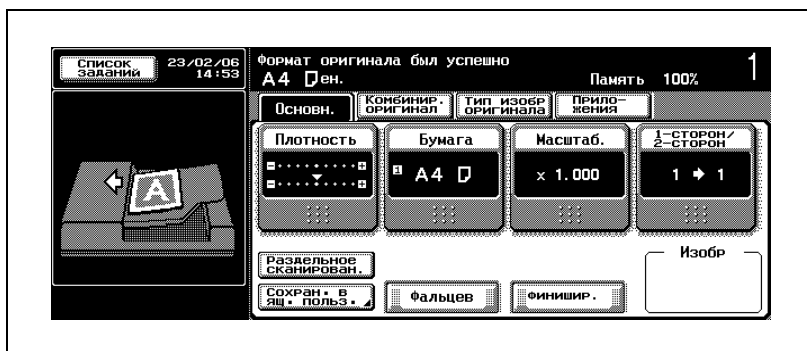 Список заданий
23/02/06
14:53
Формат оригинала был успешно
A4 ен.
Память 100%
1
Основн.
Комбинир. оригинал
Тип изобр оригинала
Прило- жения
Плотность
Бумага
Масштаб.
1-сторон/ 2-сторон
1 A4
x 1.000
1 → 1
A
Раздельное сканирован.
Изобр
Сохран. в ящ. польз.
Фальцев
Финишир.